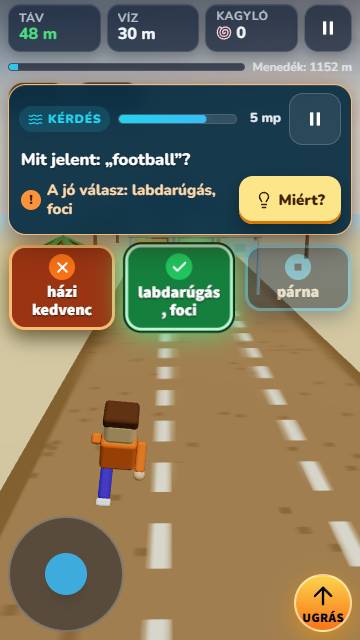 TÁV
48 m
VÍZ
30 m
KAGYLÓ
0
Menedék: 1152 m
KÉRDÉS
5 mp
Mit jelent: „football”?
! A jó válasz: labdarúgás,
foci
Miért?
házi
kedvenc
labdarúgás
, foci
párna
UGRÁS